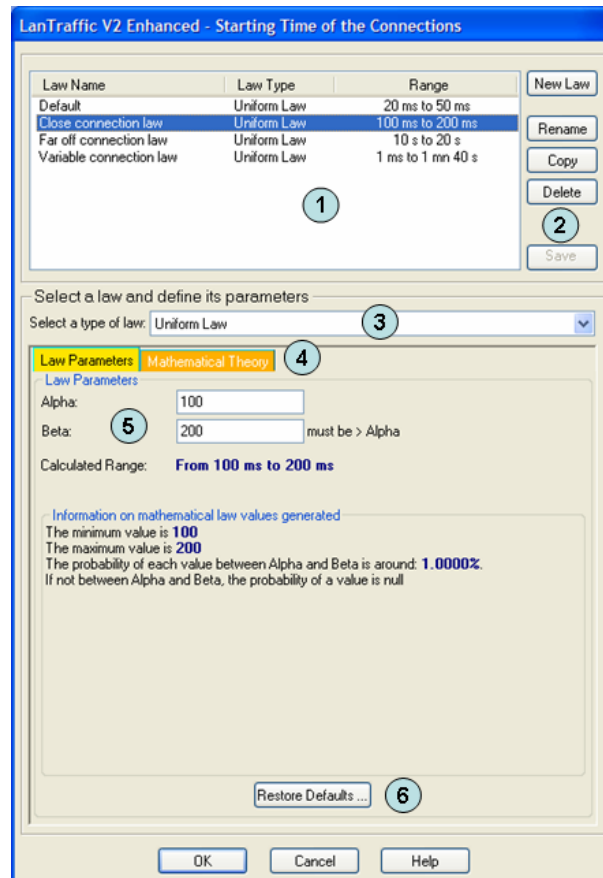 LanTraffic V2 Enhanced - Starting Time of the Connections
Law Name Law Type Range
Default Uniform Law 20 ms to 50 ms
Close connection law Uniform Law 100 ms to 200 ms
Far off connection law Uniform Law 10 s to 20 s
Variable connection law Uniform Law 1 ms to 1 mn 40 s
1
New Law
Rename
Copy
Delete
2
Save
Select a law and define its parameters
Select a type of law: Uniform Law 3
Law Parameters Mathematical Theory 4
Law Parameters
Alpha: 100
Beta: 5 200 must be > Alpha
Calculated Range: From 100 ms to 200 ms
Information on mathematical law values generated
The minimum value is 100
The maximum value is 200
The probability of each value between Alpha and Beta is around: 1.0000%.
If not between Alpha and Beta, the probability of a value is null
Restore Defaults ... 6
OK Cancel Help